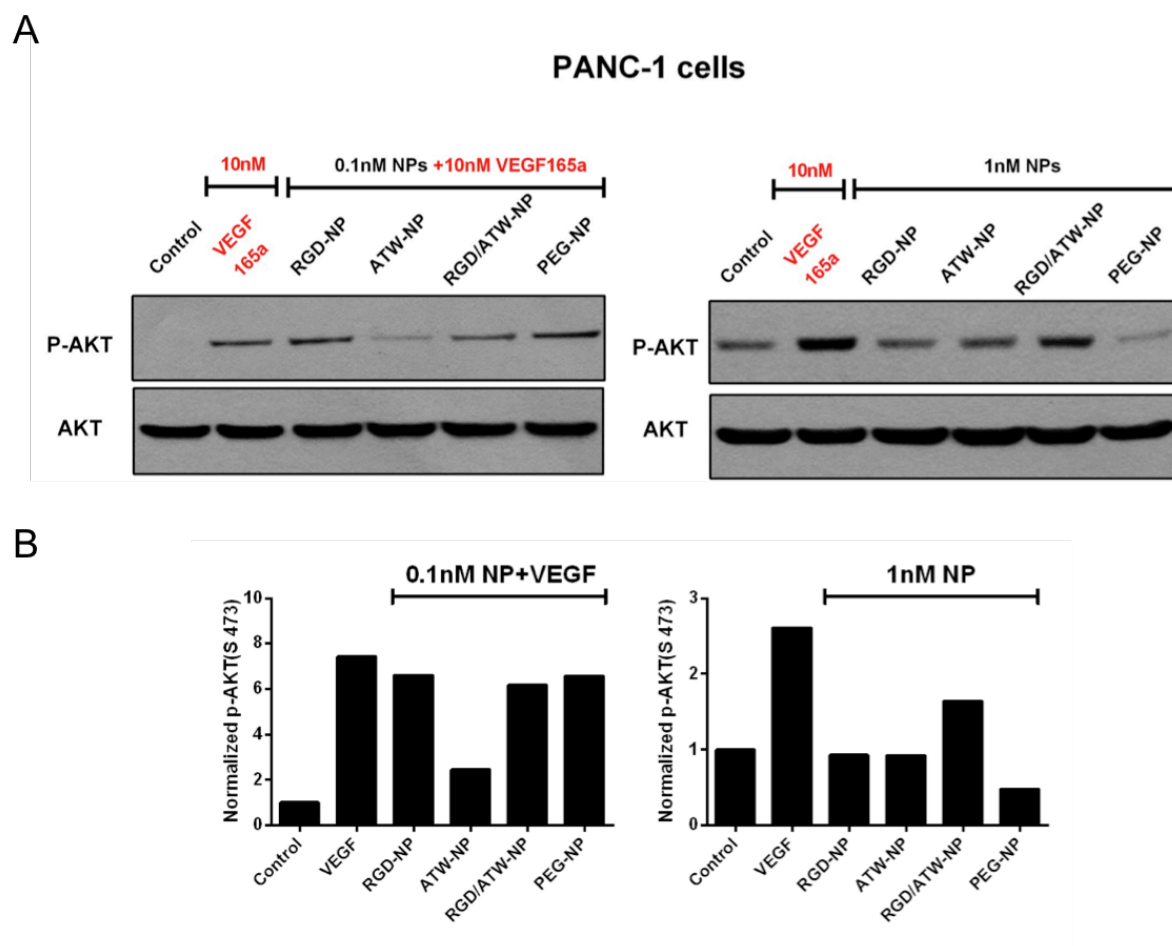 A
PANC-1 cells
10nM
0.1nM NPs +10nM VEGF165a
Control
VEGF
165a
RGD-NP
ATW-NP
RGD/ATW-NP
PEG-NP
P-AKT
AKT
10nM
1nM NPs
Control
VEGF
165a
RGD-NP
ATW-NP
RGD/ATW-NP
PEG-NP
P-AKT
AKT
B
0.1nM NP+VEGF
Normalized p-AKT(S 473)
10
8
6
4
2
0
Control
VEGF
RGD-NP
ATW-NP
RGD/ATW-NP
PEG-NP
1nM NP
Normalized p-AKT(S 473)
3
2
1
0
Control
VEGF
RGD-NP
ATW-NP
RGD/ATW-NP
PEG-NP